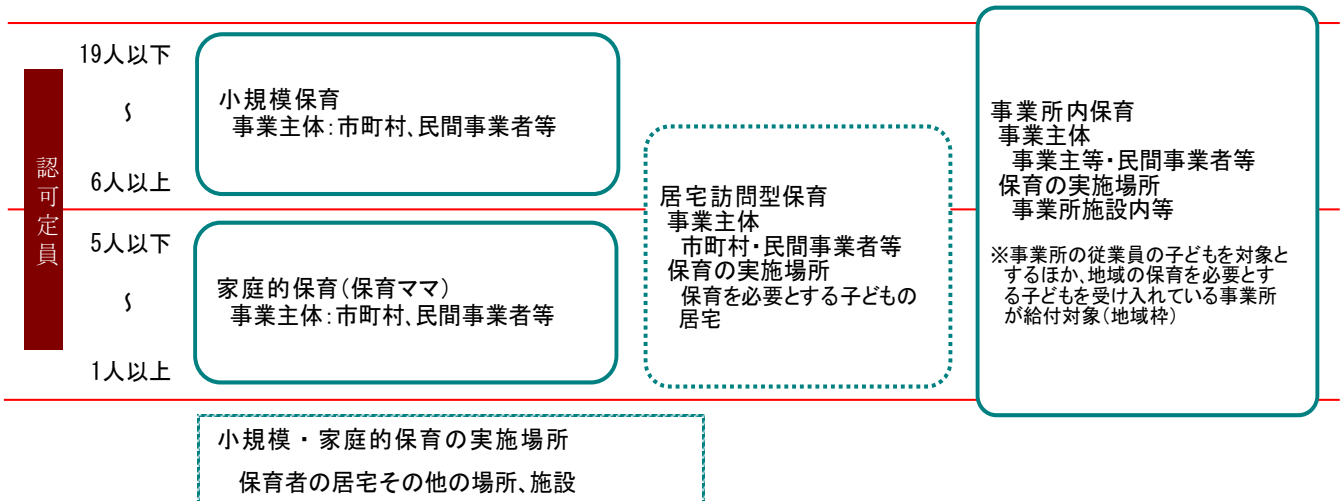 認可定員
19人以下
〜
6人以上
5人以下
〜
1人以上
小規模保育
事業主体:市町村、民間事業者等
家庭的保育(保育ママ)
事業主体:市町村、民間事業者等
居宅訪問型保育
事業主体
市町村・民間事業者等
保育の実施場所
保育を必要とする子どもの
居宅
事業所内保育
事業主体
事業主等・民間事業者等
保育の実施場所
事業所施設内等
※事業所の従業員の子どもを対象と
するほか、地域の保育を必要とす
る子どもを受け入れている事業所
が給付対象(地域枠)
小規模・家庭的保育の実施場所
保育者の居宅その他の場所、施設